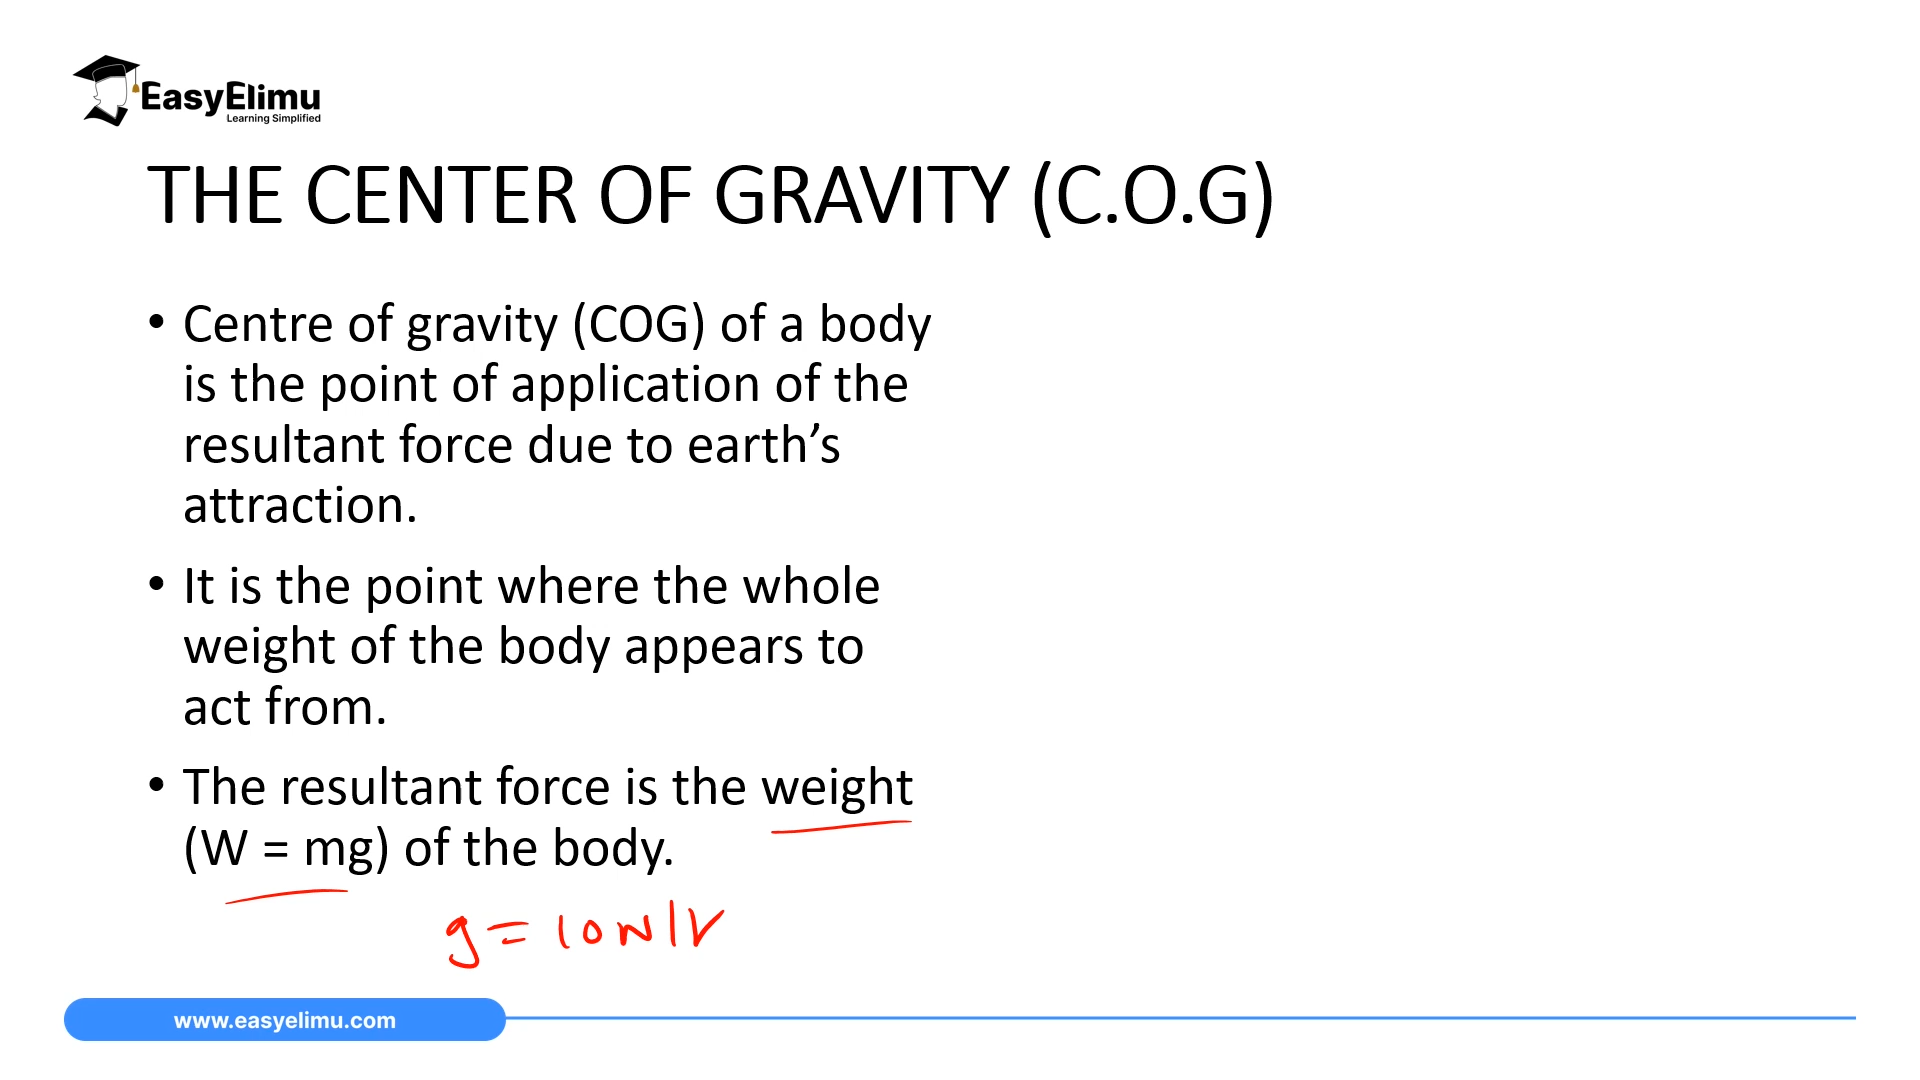 EasyElimu
Learning Simplified
THE CENTER OF GRAVITY (C.O.G)
• Centre of gravity (COG) of a body
is the point of application of the
resultant force due to earth’s
attraction.
• It is the point where the whole
weight of the body appears to
act from.
• The resultant force is the weight
(W = mg) of the body.
g = 10N/
www.easyelimu.com